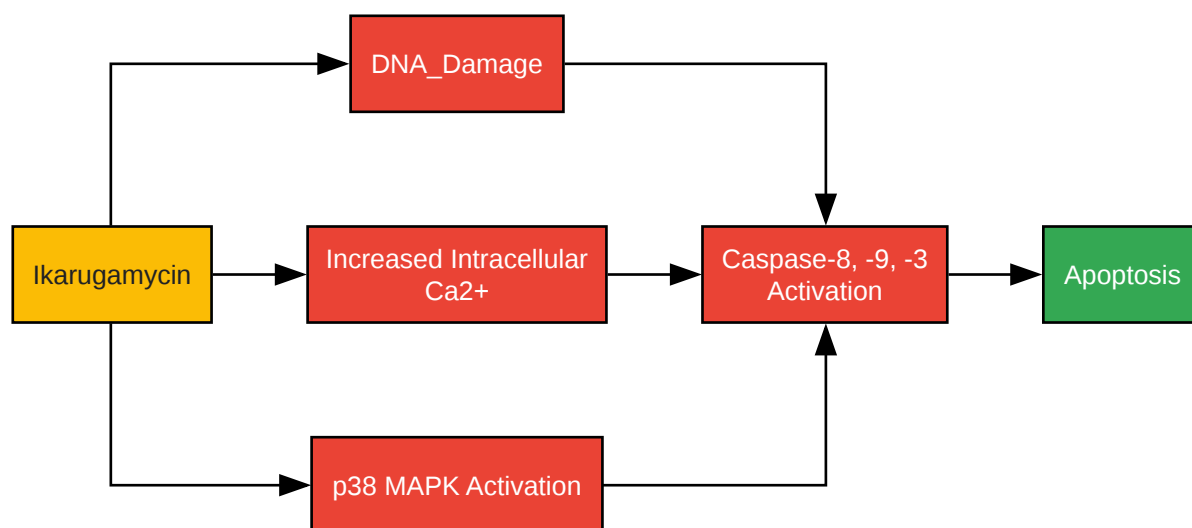 DNA_Damage
Ikarugamycin
Increased Intracellular
Ca2+
Caspase-8, -9, -3
Activation
Apoptosis
p38 MAPK Activation